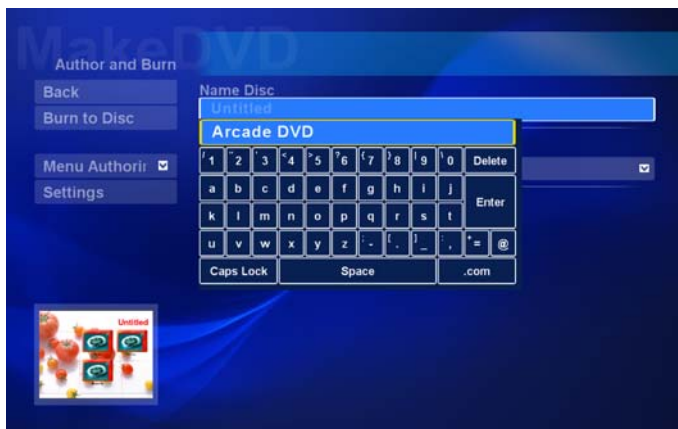 MakeDVD
Author and Burn
Back
Name Disc
Untitled
Burn to Disc
Arcade DVD
1 2 3 < 4 > 5 ? 6 { 7 } 8 | 9 \ 0 Delete
Menu Authorir
a b c d e f g h i j
Settings
Enter
k l m n o p q r s t
u v w x y z - [ . ] _ , + = @
Caps Lock Space .com
Untitled